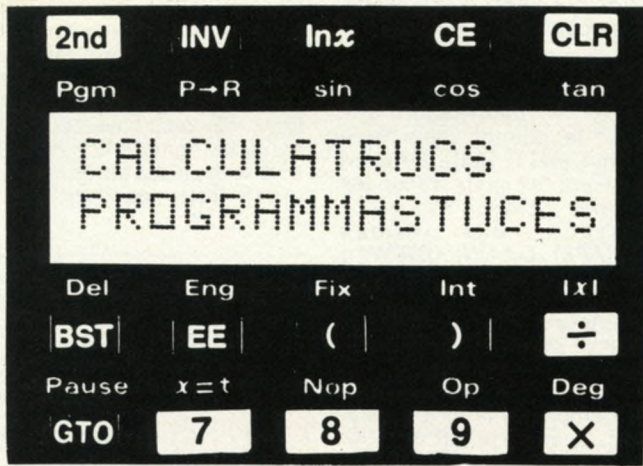 2nd INV lnx CE CLR
Pgm P→R sin cos tan
CALCULATRUCS
PROGRAMMASTUCES
Del Eng Fix Int |x|
BST EE ( ) ÷
Pause x=t Nop Op Deg
GTO 7 8 9 ×